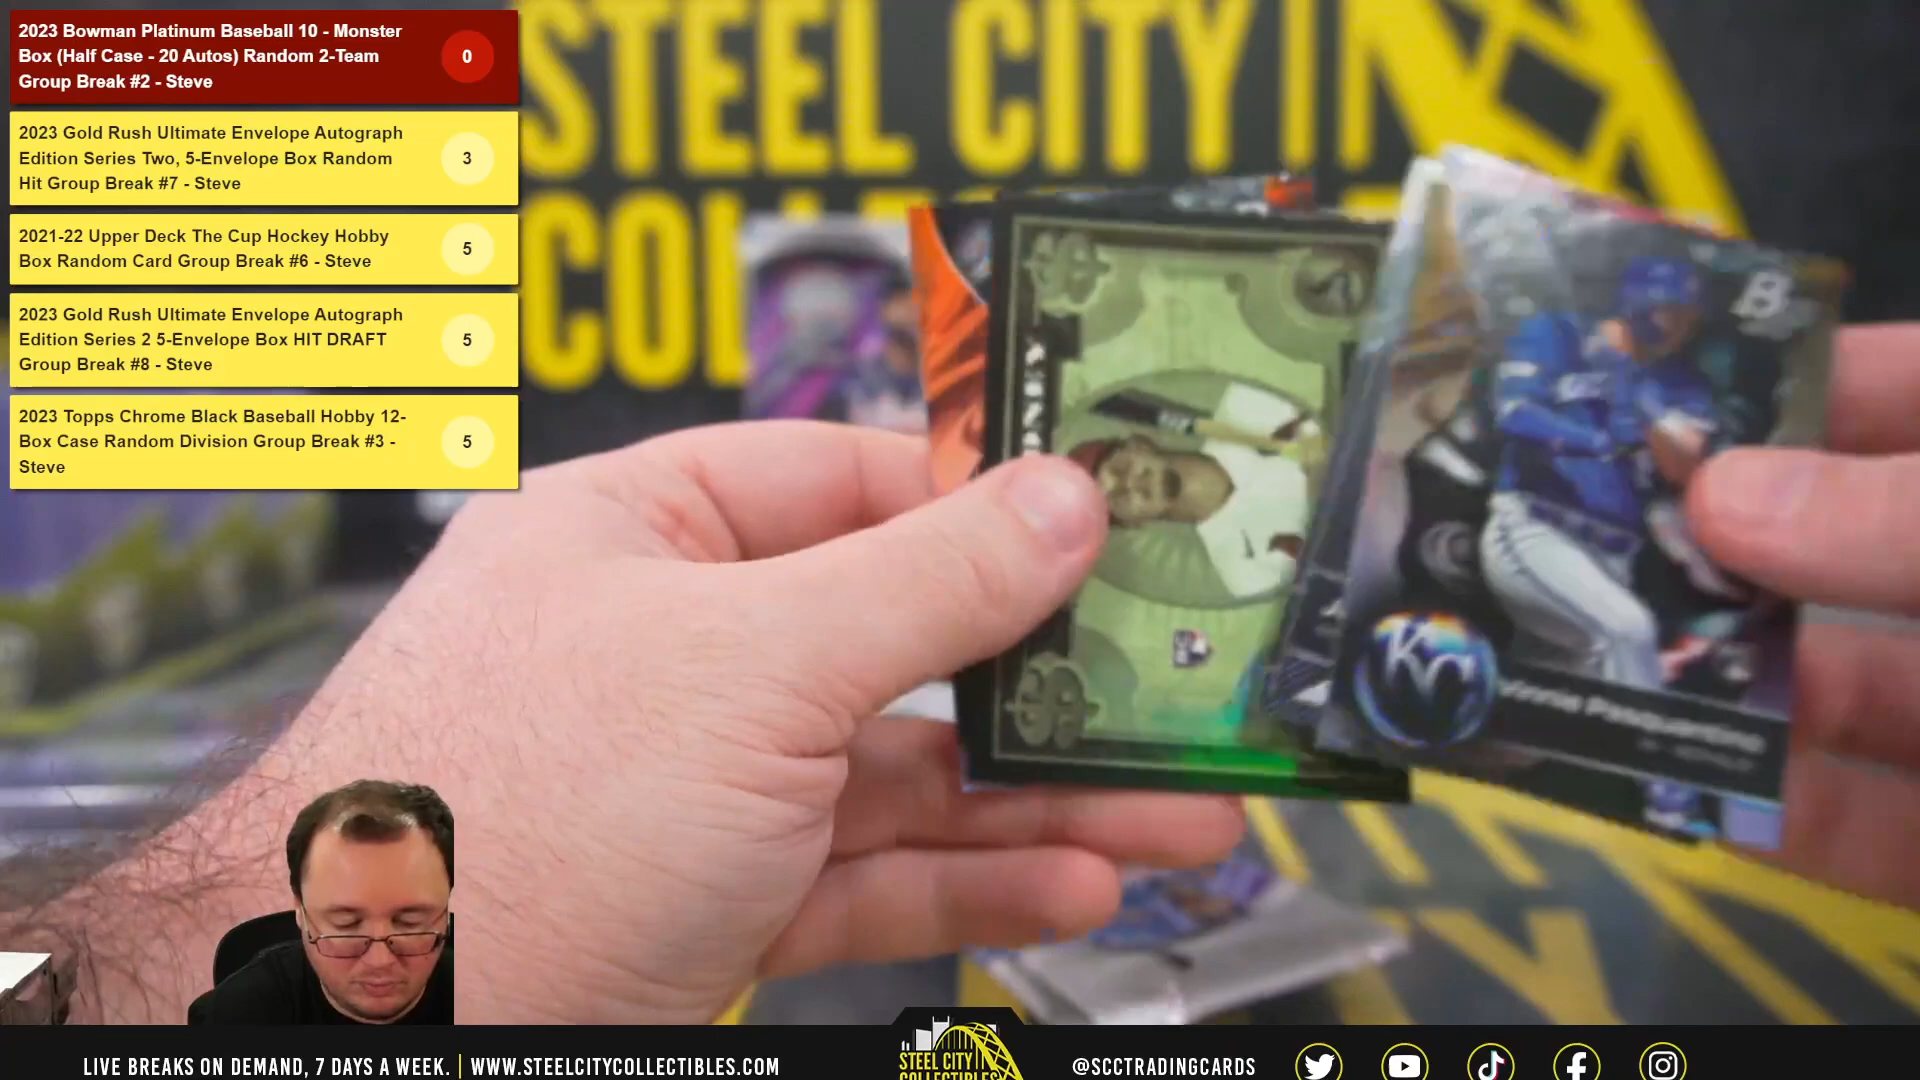 2023 Bowman Platinum Baseball 10 - Monster
Box (Half Case - 20 Autos) Random 2-Team
Group Break #2 - Steve
0
2023 Gold Rush Ultimate Envelope Autograph
Edition Series Two, 5-Envelope Box Random
Hit Group Break #7 - Steve
3
2021-22 Upper Deck The Cup Hockey Hobby
Box Random Card Group Break #6 - Steve
5
2023 Gold Rush Ultimate Envelope Autograph
Edition Series 2 5-Envelope Box HIT DRAFT
Group Break #8 - Steve
5
2023 Topps Chrome Black Baseball Hobby 12-
Box Case Random Division Group Break #3 -
Steve
5
STEEL CITY
COL
B
KC
Vinnie Pasquantino
LIVE BREAKS ON DEMAND, 7 DAYS A WEEK. | WWW.STEELCITYCOLLECTIBLES.COM
STEEL CITY
COLLECTIBLES
@SCCTRADINGCARDS